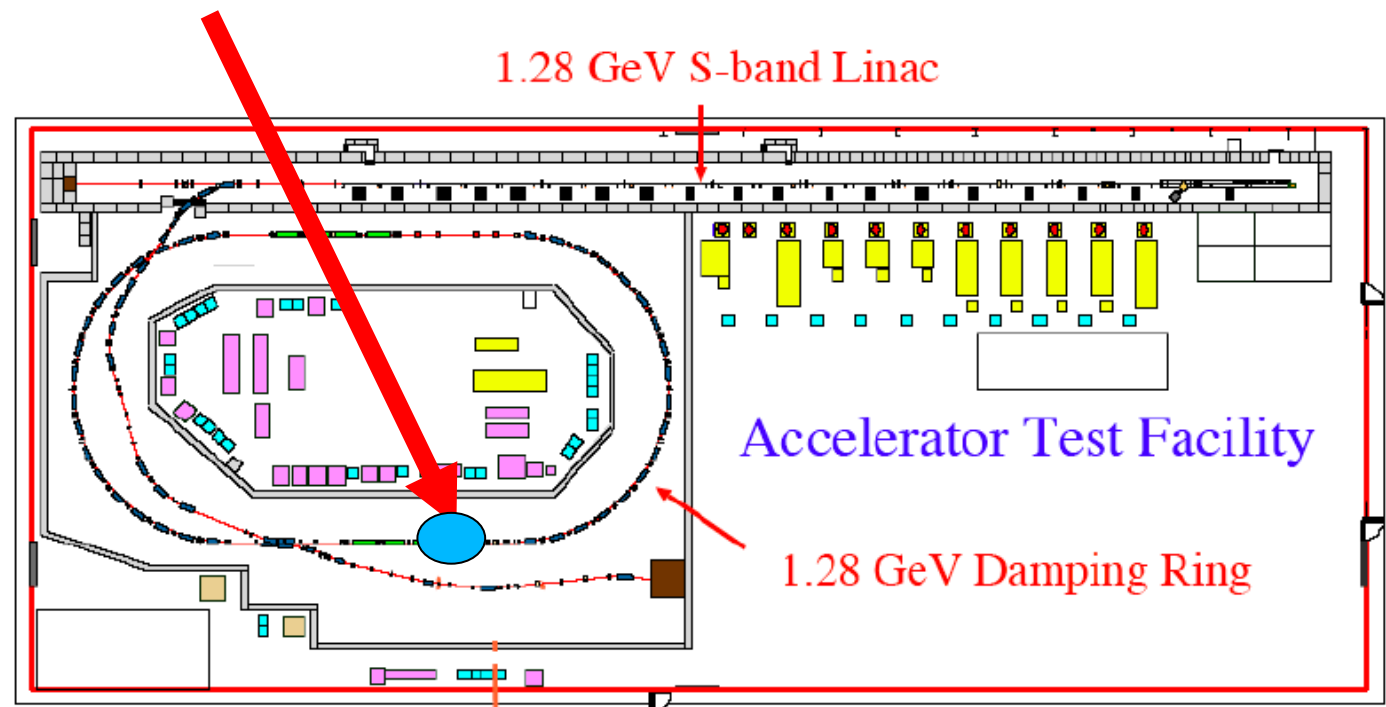 1.28 GeV S-band Linac
Accelerator Test Facility
1.28 GeV Damping Ring